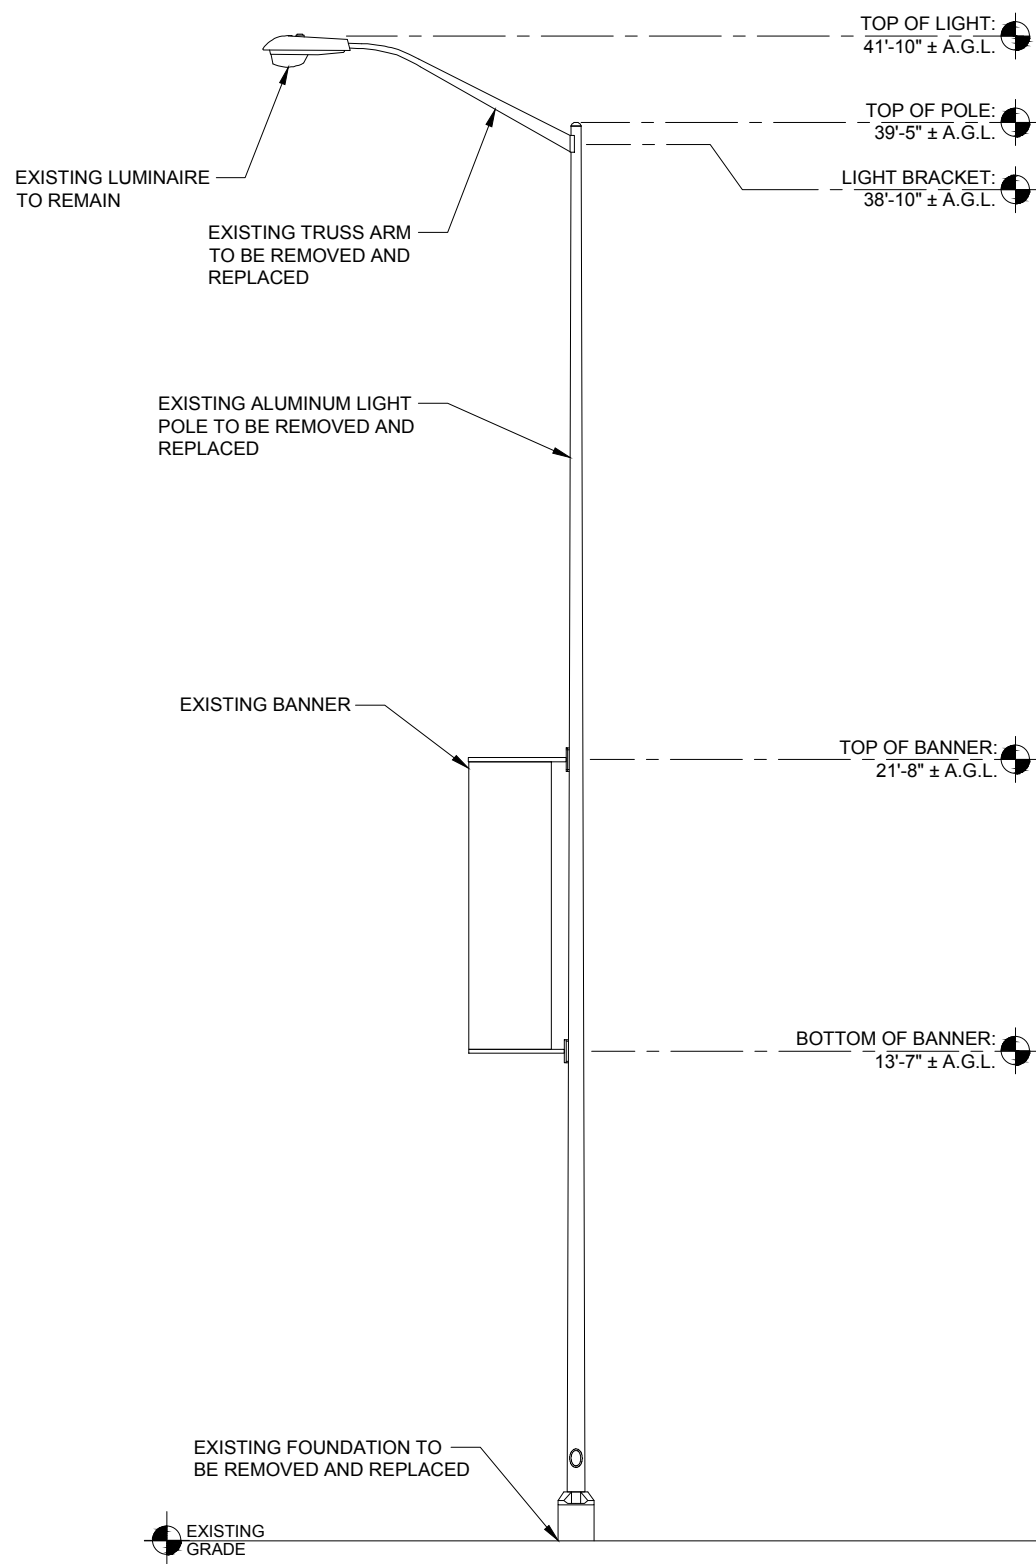 TOP OF LIGHT:
41'-10" ± A.G.L.
TOP OF POLE:
39'-5" ± A.G.L.
LIGHT BRACKET:
38'-10" ± A.G.L.
EXISTING LUMINAIRE
TO REMAIN
EXISTING TRUSS ARM
TO BE REMOVED AND
REPLACED
EXISTING ALUMINUM LIGHT
POLE TO BE REMOVED AND
REPLACED
EXISTING BANNER
TOP OF BANNER:
21'-8" ± A.G.L.
BOTTOM OF BANNER:
13'-7" ± A.G.L.
EXISTING FOUNDATION TO
BE REMOVED AND REPLACED
EXISTING
GRADE